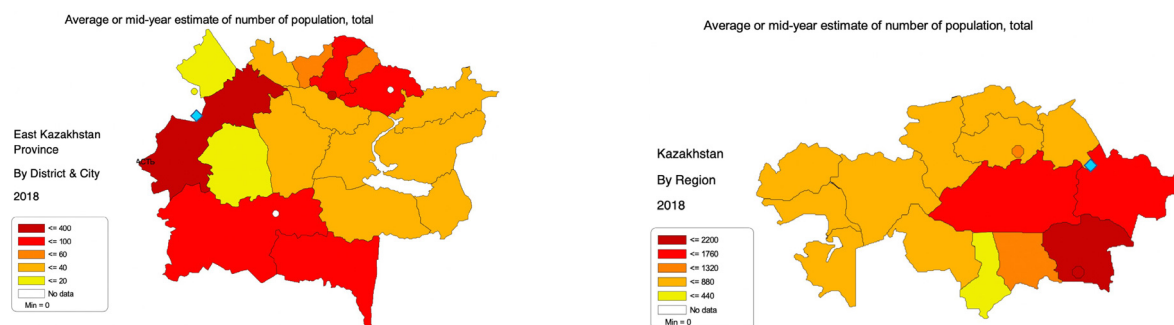 Average or mid-year estimate of number of population, total
East Kazakhstan
Province
By District & City
2018
<= 400
<= 100
<= 60
<= 40
<= 20
No data
Min = 0
Average or mid-year estimate of number of population, total
Kazakhstan
By Region
2018
<= 2200
<= 1760
<= 1320
<= 880
<= 440
No data
Min = 0